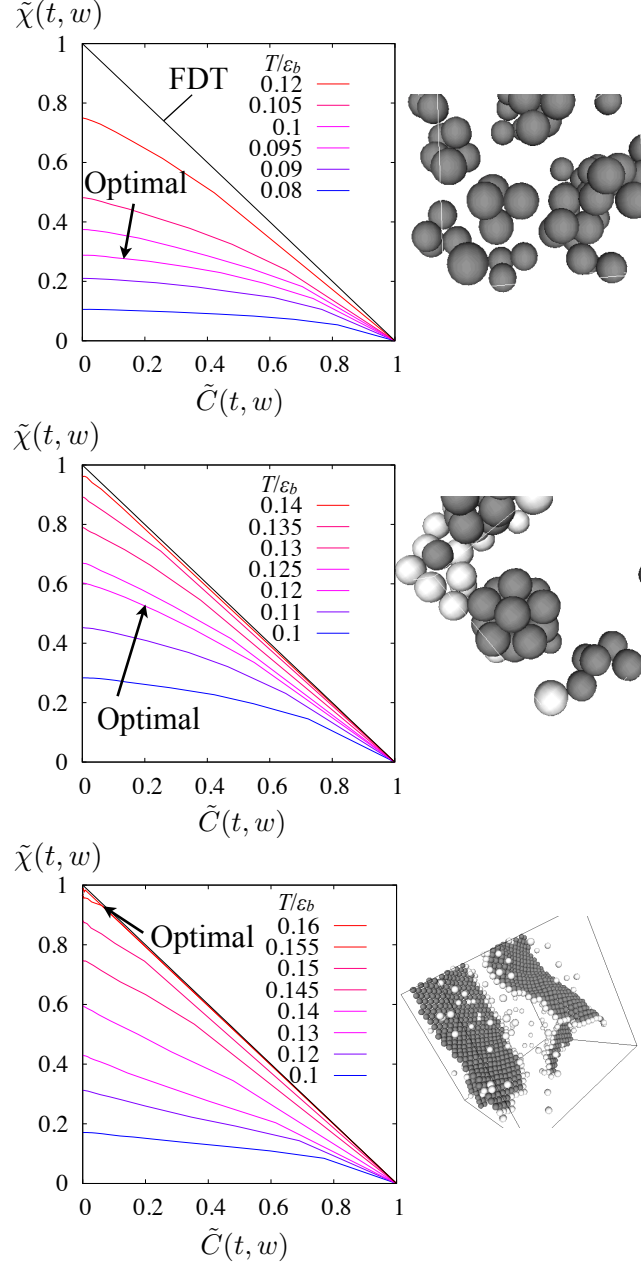 χ̃(t, w)
1
0.8
0.6
0.4
0.2
0
FDT
Optimal
T/εb
0.12
0.105
0.1
0.095
0.09
0.08
0 0.2 0.4 0.6 0.8 1
C̃(t, w)
χ̃(t, w)
1
0.8
0.6
0.4
0.2
0
T/εb
0.14
0.135
0.13
0.125
0.12
0.11
0.1
Optimal
0 0.2 0.4 0.6 0.8 1
C̃(t, w)
χ̃(t, w)
1
0.8
0.6
0.4
0.2
0
Optimal
T/εb
0.16
0.155
0.15
0.145
0.14
0.13
0.12
0.1
0 0.2 0.4 0.6 0.8 1
C̃(t, w)